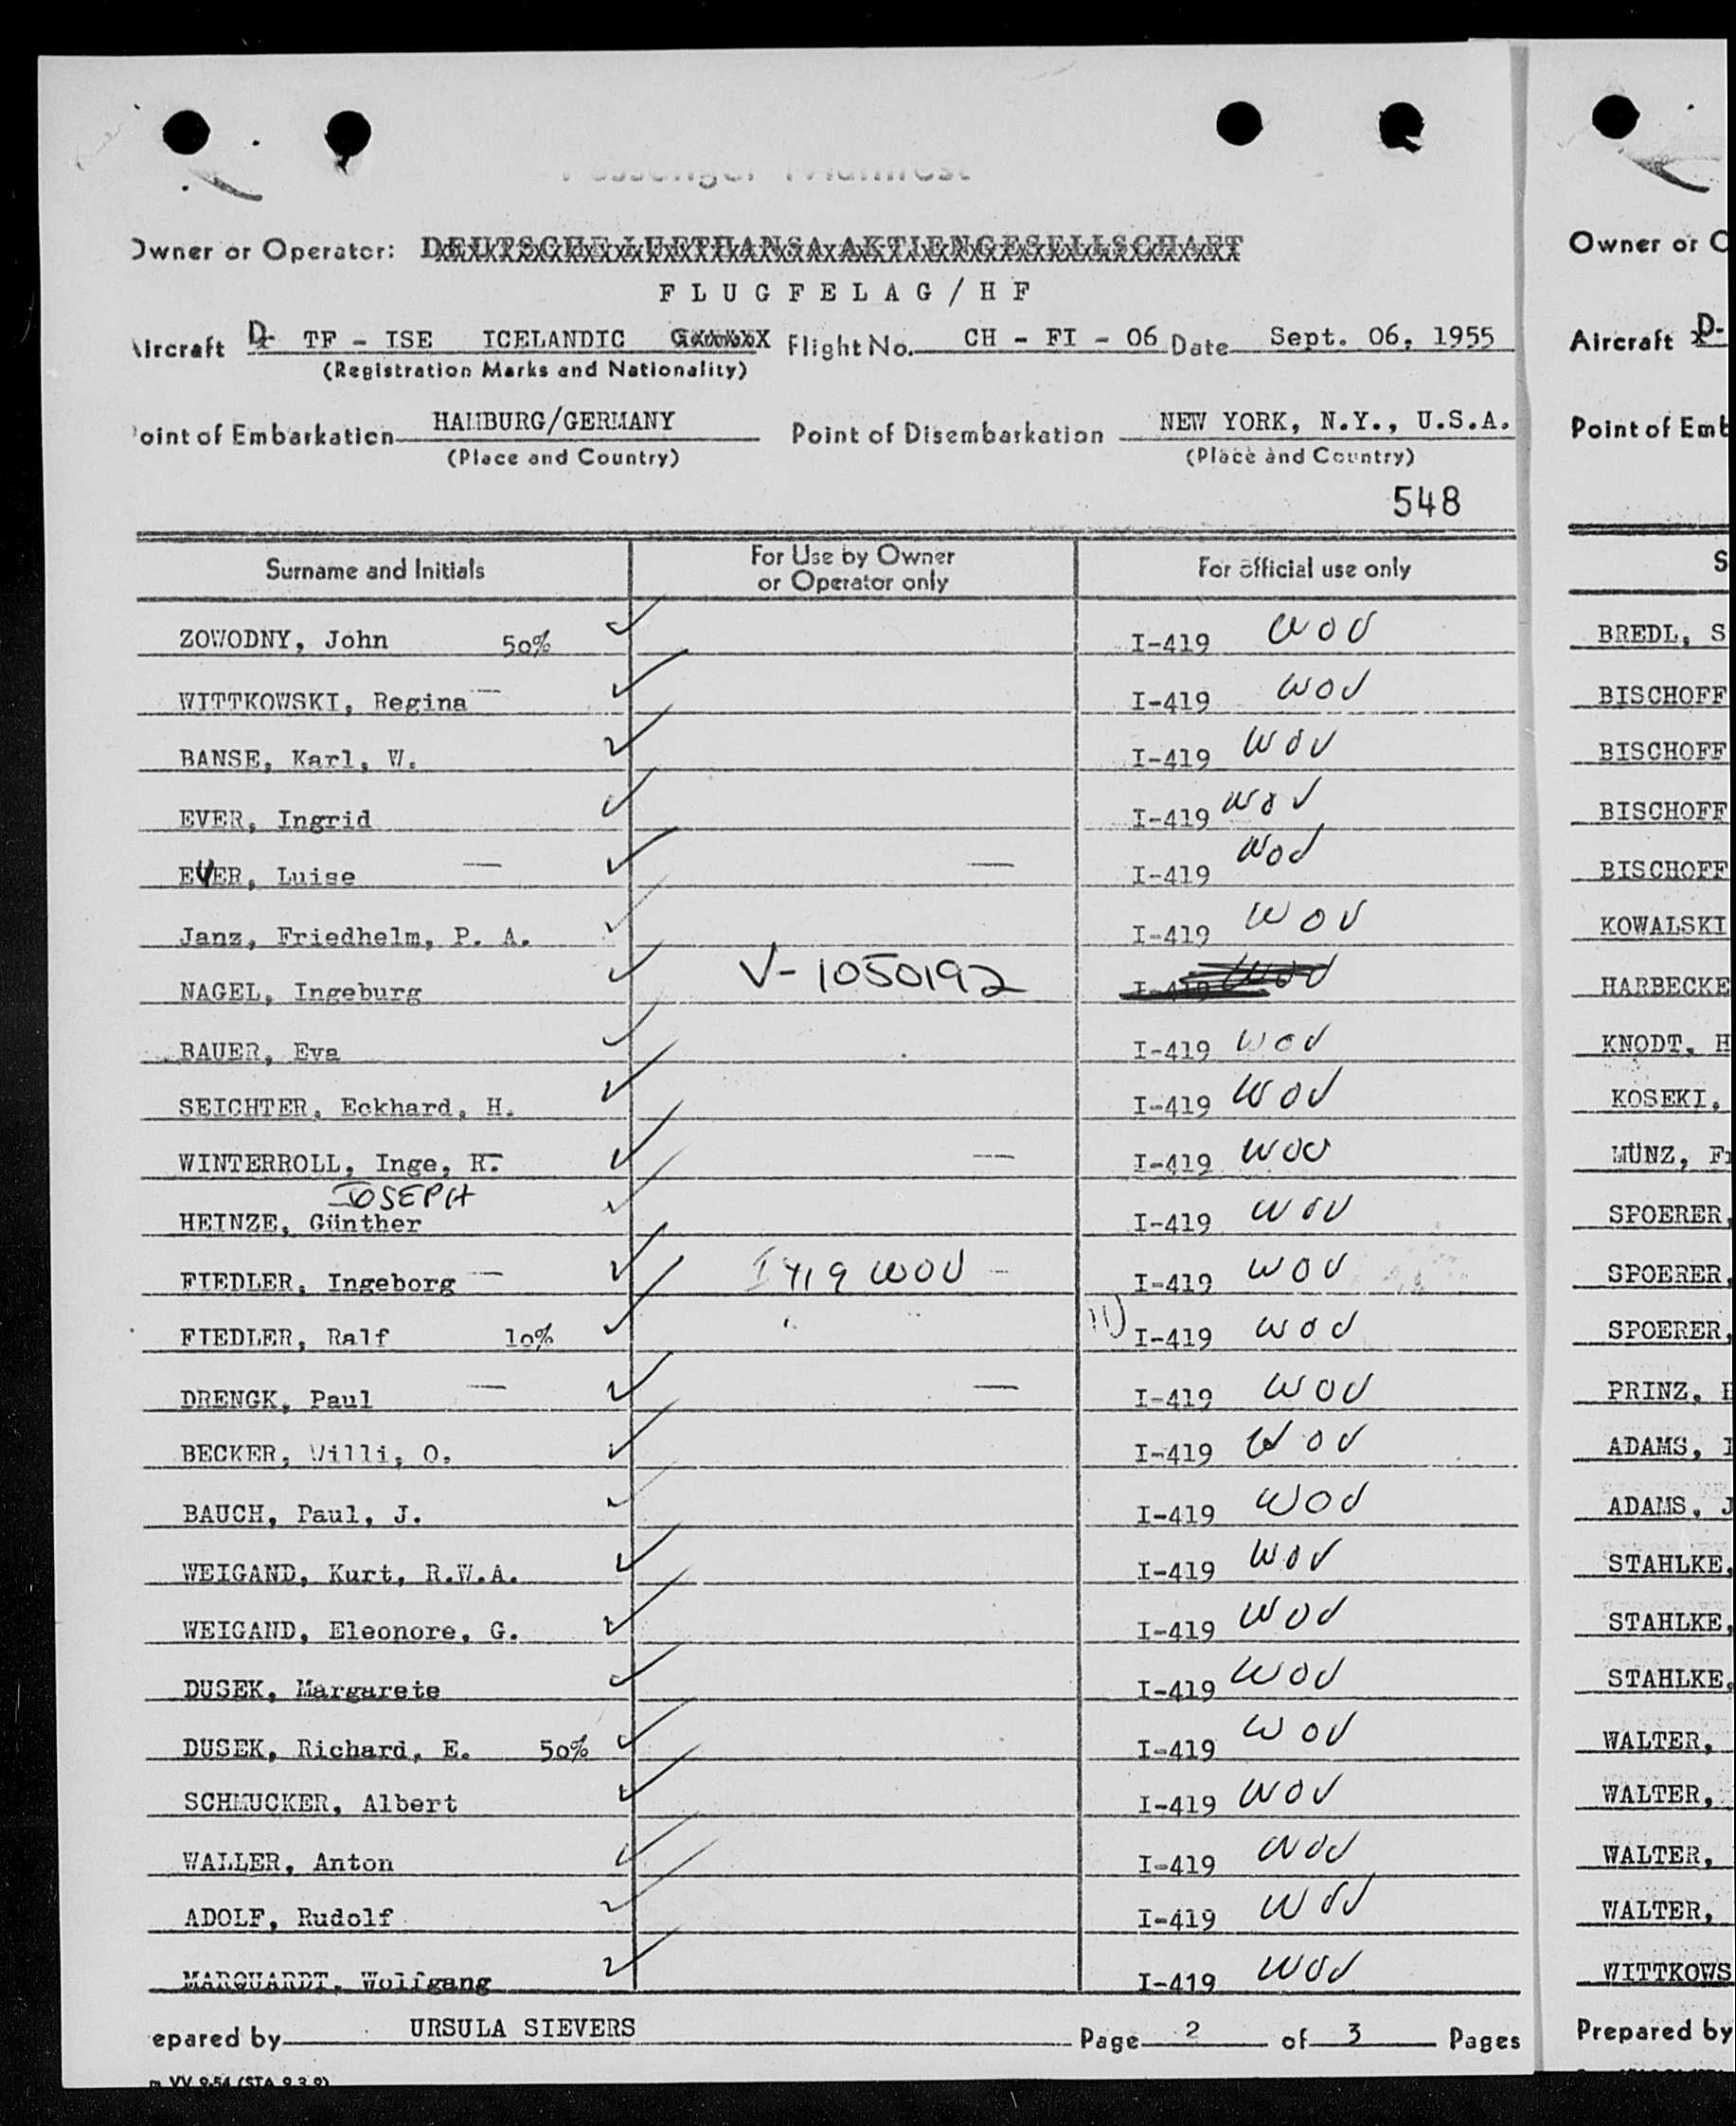 Passenger Manifest
Owner or Operator: DEUTSCHE LUFTHANSA AKTIENGESELLSCHAFT
FLUGFELAG/HF
Aircraft D- TF - ISE ICELANDIC Flight No. CH - FI - 06 Date Sept. 06, 1955
(Registration Marks and Nationality)
Point of Embarkation HAMBURG/GERMANY Point of Disembarkation NEW YORK, N.Y., U.S.A.
(Place and Country) (Place and Country)
548
Surname and Initials For Use by Owner or Operator only For official use only
ZOWODNY, John 50% I-419 WOV
WITTKOWSKI, Regina — I-419 WOV
BANSE, Karl, W. I-419 WOV
EVER, Ingrid I-419 WOV
EVER, Luise — — I-419 WOV
Janz, Friedhelm, P. A. I-419 WOV
NAGEL, Ingeburg V-1050192 I-419 WOV
BAUER, Eva I-419 WOV
SEICHTER, Eckhard, H. I-419 WOV
WINTERROLL, Inge, R. — I-419 WOV
JOSEPH
HEINZE, Günther I-419 WOV
FIEDLER, Ingeborg — I 419 WOV — I-419 WOV
FIEDLER, Ralf 10% I-419 WOV
DRENGK, Paul — — I-419 WOV
BECKER, Willi, O. I-419 WOV
BAUCH, Paul, J. I-419 WOV
WEIGAND, Kurt, R.W.A. I-419 WOV
WEIGAND, Eleonore, G. I-419 WOV
DUSEK, Margarete I-419 WOV
DUSEK, Richard, E. 50% I-419 WOV
SCHMUCKER, Albert I-419 WOV
WALLER, Anton I-419 WOV
ADOLF, Rudolf I-419 WOV
MARQUARDT, Wolfgang I-419 WOV
epared by URSULA SIEVERS Page 2 of 3 Pages
Owner or O
Aircraft D-
Point of Emb
S
BREDL, S
BISCHOFF
BISCHOFF
BISCHOFF
BISCHOFF
KOWALSKI
HARBECKE
KNODT, H
KOSEKI,
MÜNZ, Fr
SPOERER,
SPOERER,
SPOERER,
PRINZ, H
ADAMS, I
ADAMS, J
STAHLKE,
STAHLKE,
STAHLKE,
WALTER,
WALTER,
WALTER,
WALTER,
WITTKOWS
Prepared by